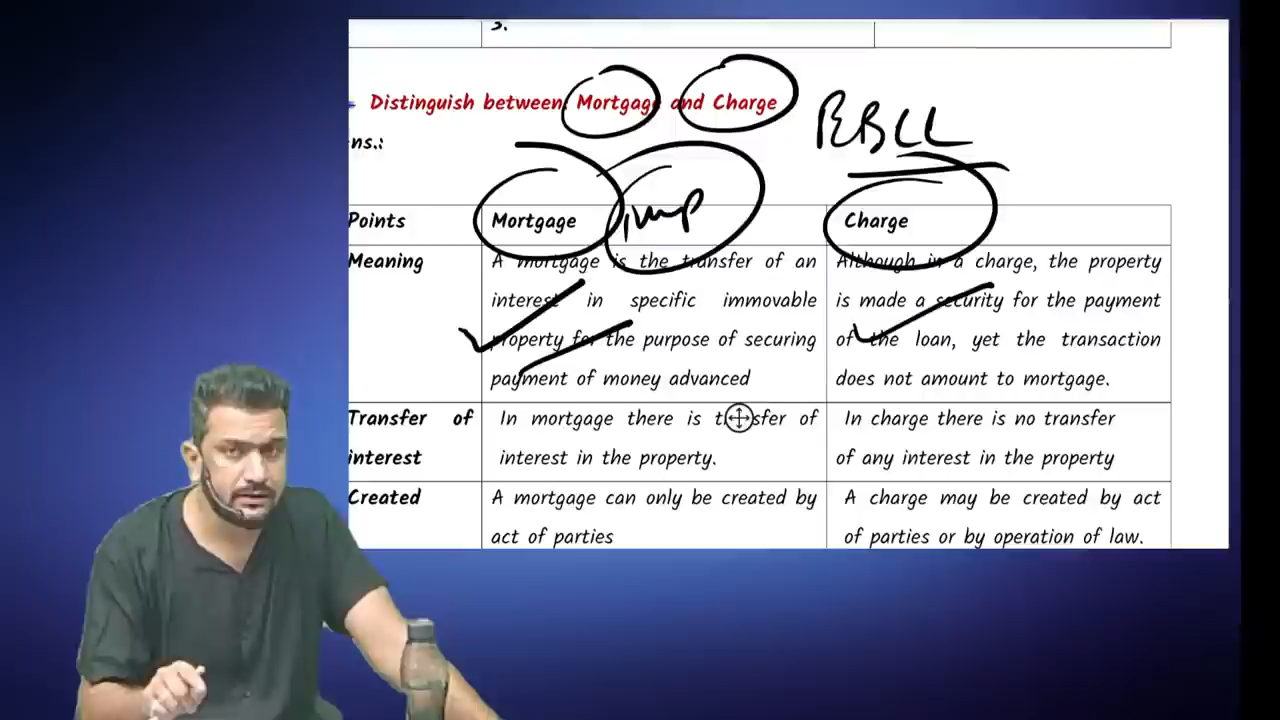 3.
Distinguish between Mortgage and Charge
ns.:
Imp
Points Mortgage Charge
Meaning A mortgage is the transfer of an Although in a charge, the property
interest in specific immovable is made a security for the payment
property for the purpose of securing of the loan, yet the transaction
payment of money advanced does not amount to mortgage.
Transfer of In mortgage there is transfer of In charge there is no transfer
interest interest in the property. of any interest in the property
Created A mortgage can only be created by A charge may be created by act
act of parties of parties or by operation of law.